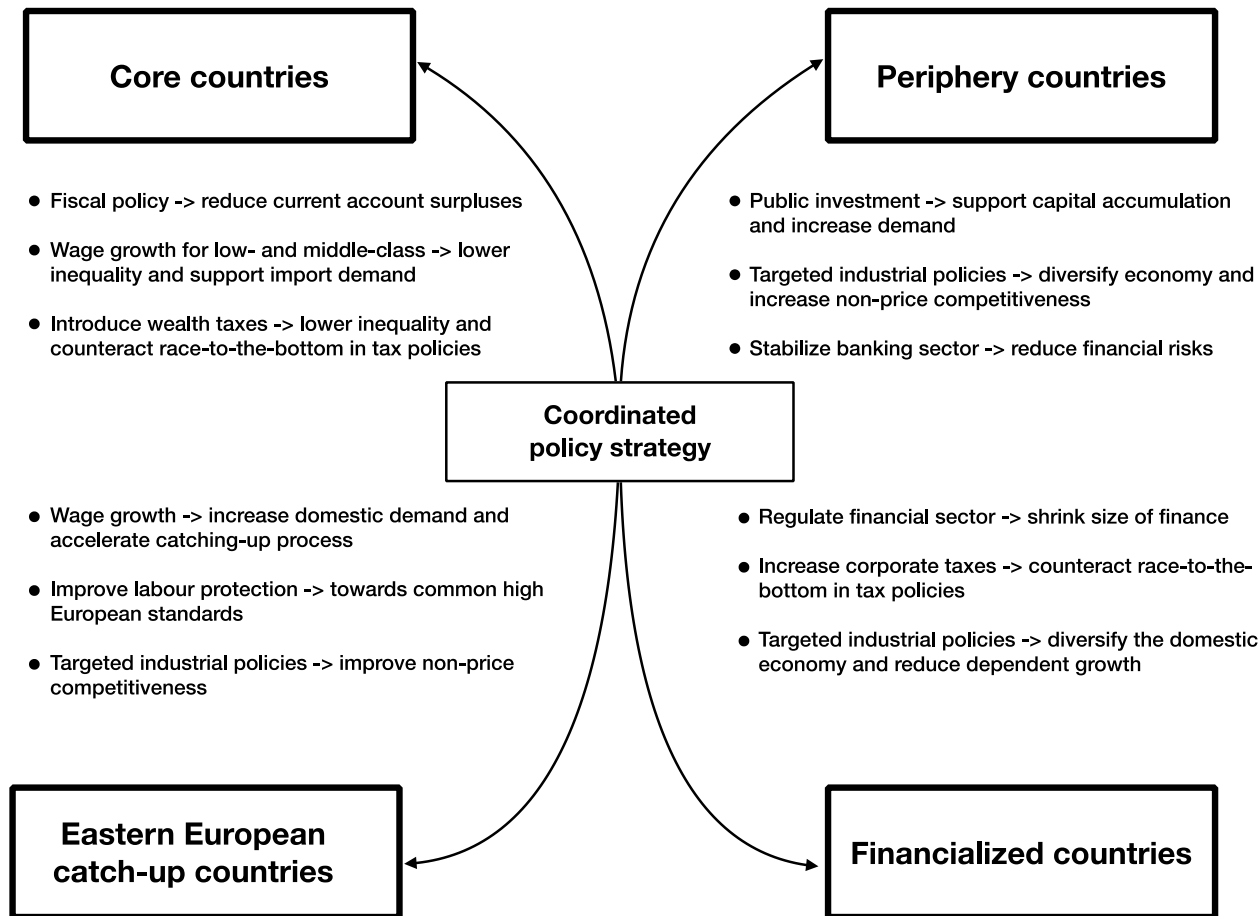 Core countries
● Fiscal policy -> reduce current account surpluses
● Wage growth for low- and middle-class -> lower
inequality and support import demand
● Introduce wealth taxes -> lower inequality and
counteract race-to-the-bottom in tax policies
Periphery countries
● Public investment -> support capital accumulation
and increase demand
● Targeted industrial policies -> diversify economy and
increase non-price competitiveness
● Stabilize banking sector -> reduce financial risks
Coordinated
policy strategy
● Wage growth -> increase domestic demand and
accelerate catching-up process
● Improve labour protection -> towards common high
European standards
● Targeted industrial policies -> improve non-price
competitiveness
Eastern European
catch-up countries
● Regulate financial sector -> shrink size of finance
● Increase corporate taxes -> counteract race-to-the-
bottom in tax policies
● Targeted industrial policies -> diversify the domestic
economy and reduce dependent growth
Financialized countries